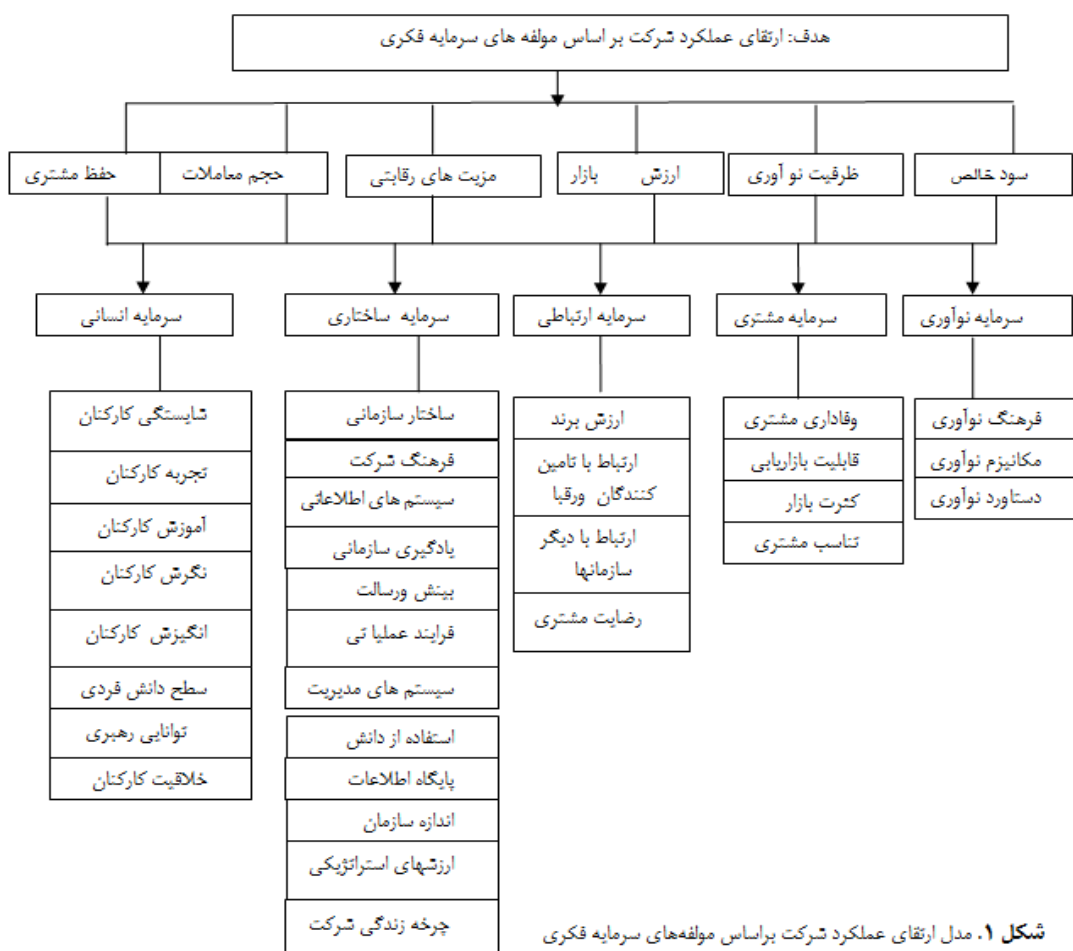 هدف: ارتقای عملکرد شرکت بر اساس مولفه های سرمایه فکری
سود خالص
ظرفیت نو آوری
ارزش بازار
مزیت های رقابتی
حجم معاملات
حفظ مشتری
سرمایه نوآوری
سرمایه مشتری
سرمایه ارتباطی
سرمایه ساختاری
سرمایه انسانی
فرهنگ نوآوری
مکانیزم نوآوری
دستاورد نوآوری
وفاداری مشتری
قابلیت بازاریابی
کثرت بازار
تناسب مشتری
ارزش برند
ارتباط با تامین
کنندگان ورقبا
ارتباط با دیگر
سازمانها
رضایت مشتری
ساختار سازمانی
فرهنگ شرکت
سیستم های اطلاعاتی
یادگیری سازمانی
بینش ورسالت
فرایند عملیا تی
سیستم های مدیریت
استفاده از دانش
پایگاه اطلاعات
اندازه سازمان
ارزشهای استراتژیکی
چرخه زندگی شرکت
شایستگی کارکنان
تجربه کارکنان
آموزش کارکنان
نگرش کارکنان
انگیزش کارکنان
سطح دانش فردی
توانایی رهبری
خلاقیت کارکنان
شکل ۱. مدل ارتقای عملکرد شرکت براساس مولفه‌های سرمایه فکری